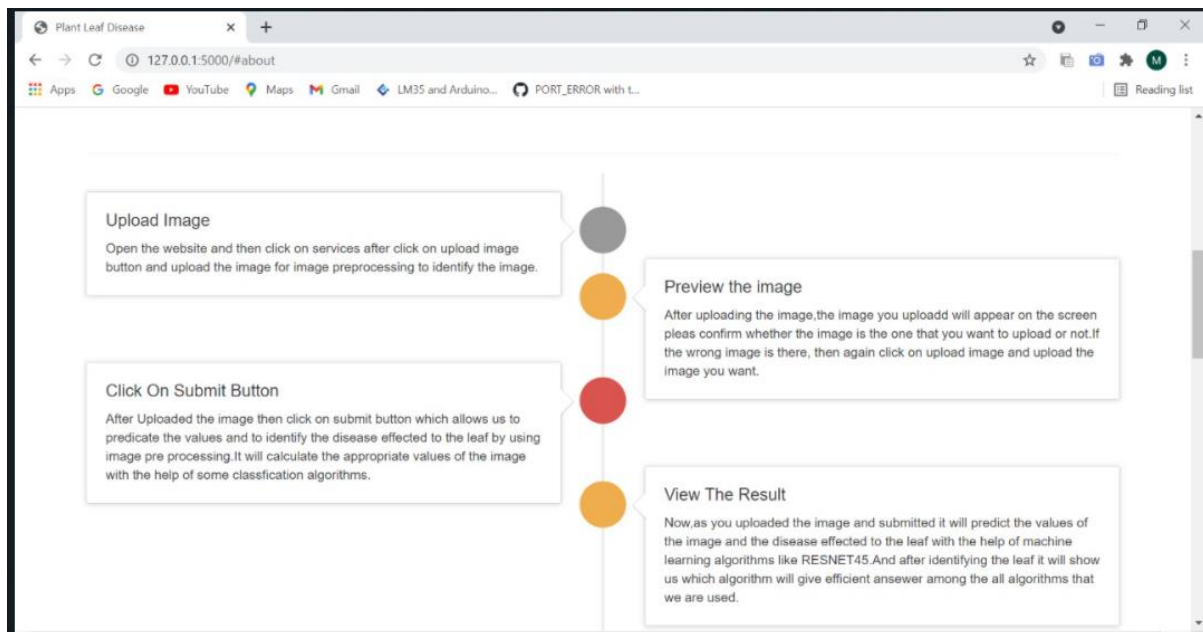 Plant Leaf Disease
127.0.0.1:5000/#about
M
Apps
Google
YouTube
Maps
Gmail
LM35 and Arduino...
PORT_ERROR with t...
Reading list
Upload Image
Open the website and then click on services after click on upload image
button and upload the image for image preprocessing to identify the image.
Preview the image
After uploading the image,the image you uploadd will appear on the screen
pleas confirm whether the image is the one that you want to upload or not.If
the wrong image is there, then again click on upload image and upload the
image you want.
Click On Submit Button
After Uploaded the image then click on submit button which allows us to
predicate the values and to identify the disease effected to the leaf by using
image pre processing.It will calculate the appropriate values of the image
with the help of some classfication algorithms.
View The Result
Now,as you uploaded the image and submitted it will predict the values of
the image and the disease effected to the leaf with the help of machine
learning algorithms like RESNET45.And after identifying the leaf it will show
us which algorithm will give efficient ansewer among the all algorithms that
we are used.